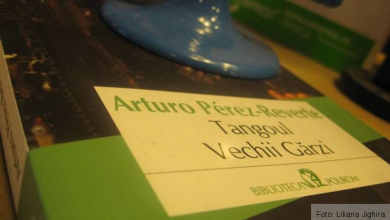 Arturo Pérez-Reverte
Tangoul
Vechii Gărzi
BIBLIOTECA POLIROM
Foto: Liliana Jighira